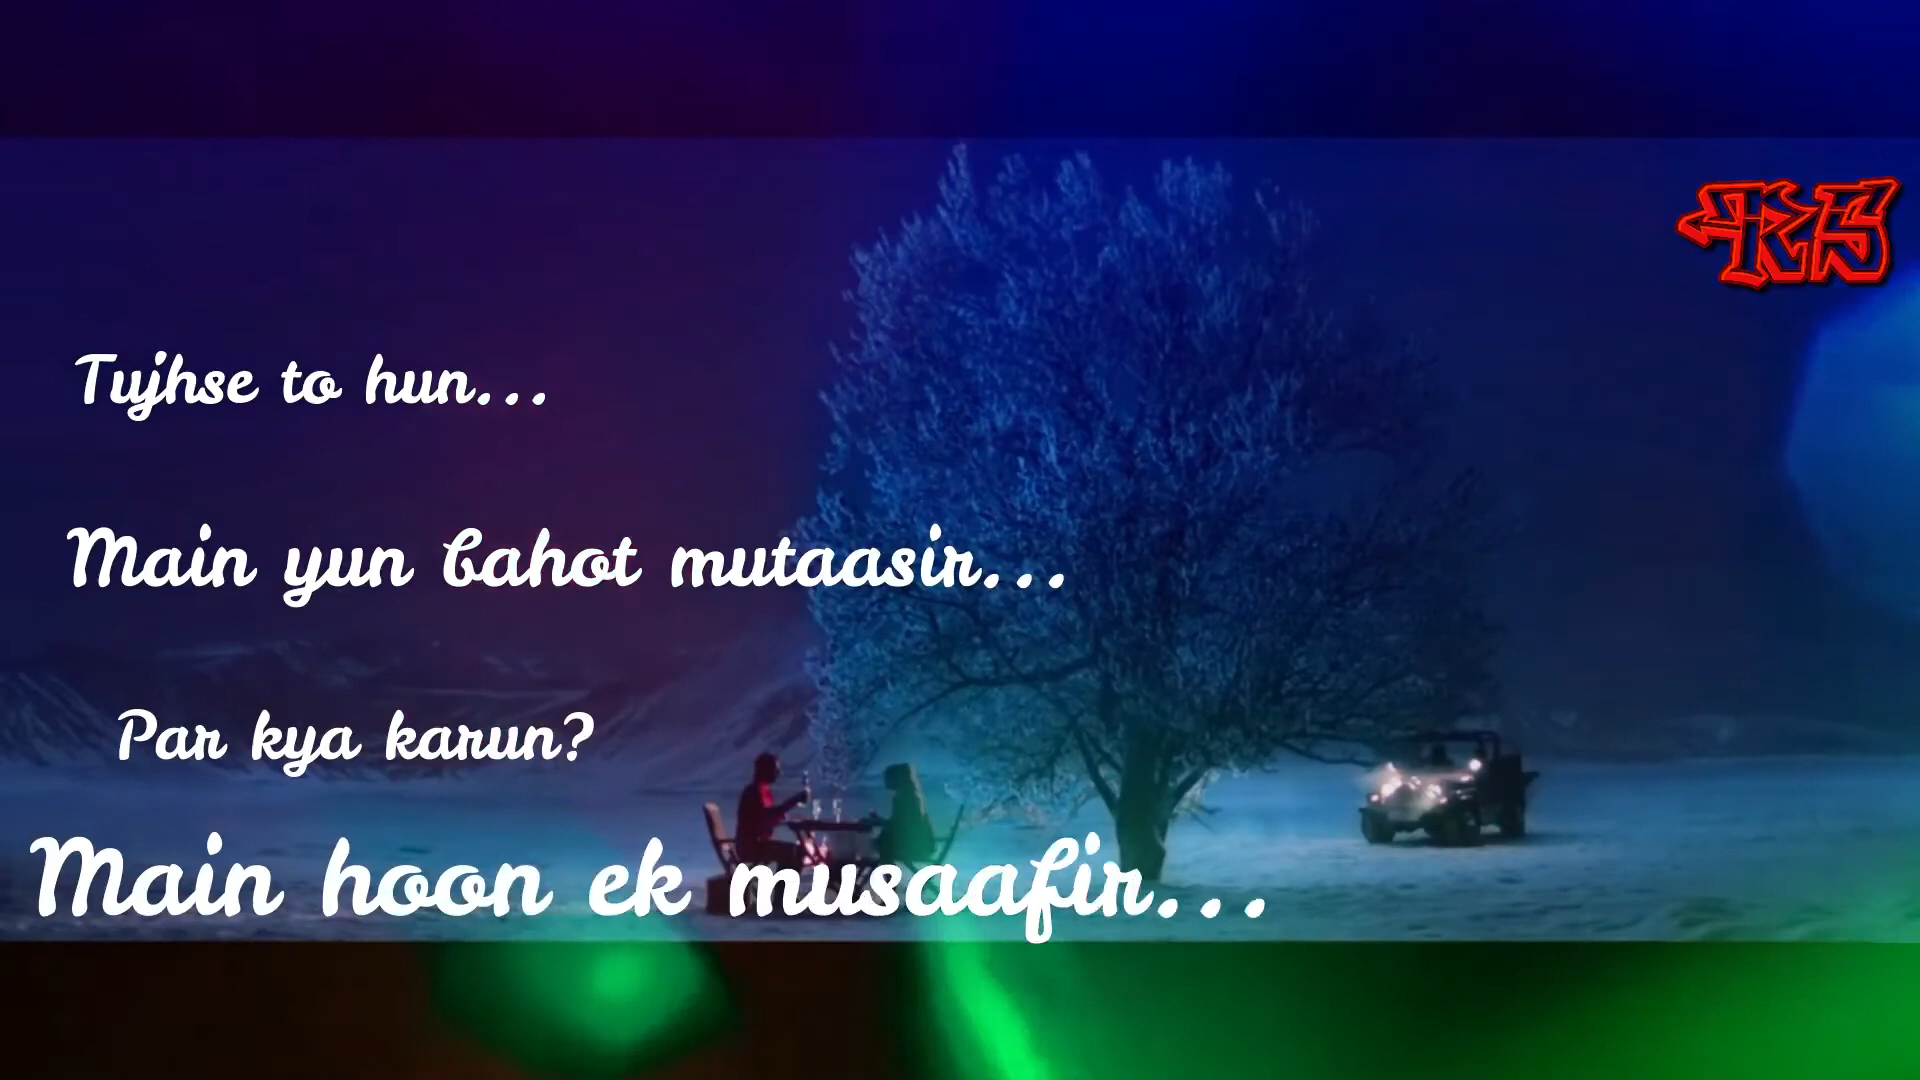 Tujhse to hun...
Main yun bahot mutaasir...
Par kya karun?
Main hoon ek musaafir...